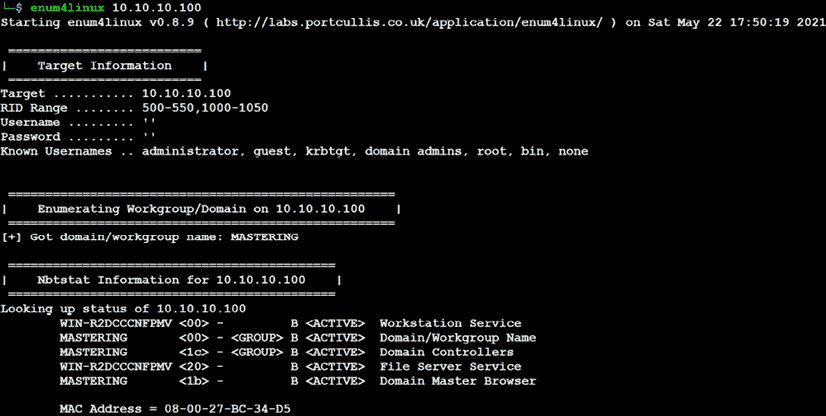 └─$ enum4linux 10.10.10.100
Starting enum4linux v0.8.9 ( http://labs.portcullis.co.uk/application/enum4linux/ ) on Sat May 22 17:50:19 2021
==========================
|    Target Information    |
==========================
Target ........... 10.10.10.100
RID Range ........ 500-550,1000-1050
Username ......... ''
Password ......... ''
Known Usernames .. administrator, guest, krbtgt, domain admins, root, bin, none
====================================================
|    Enumerating Workgroup/Domain on 10.10.10.100    |
====================================================
[+] Got domain/workgroup name: MASTERING
============================================
|    Nbtstat Information for 10.10.10.100    |
============================================
Looking up status of 10.10.10.100
WIN-R2DCCCNFPMV <00> -         B <ACTIVE>  Workstation Service
MASTERING       <00> - <GROUP> B <ACTIVE>  Domain/Workgroup Name
MASTERING       <1c> - <GROUP> B <ACTIVE>  Domain Controllers
WIN-R2DCCCNFPMV <20> -         B <ACTIVE>  File Server Service
MASTERING       <1b> -         B <ACTIVE>  Domain Master Browser
MAC Address = 08-00-27-BC-34-D5